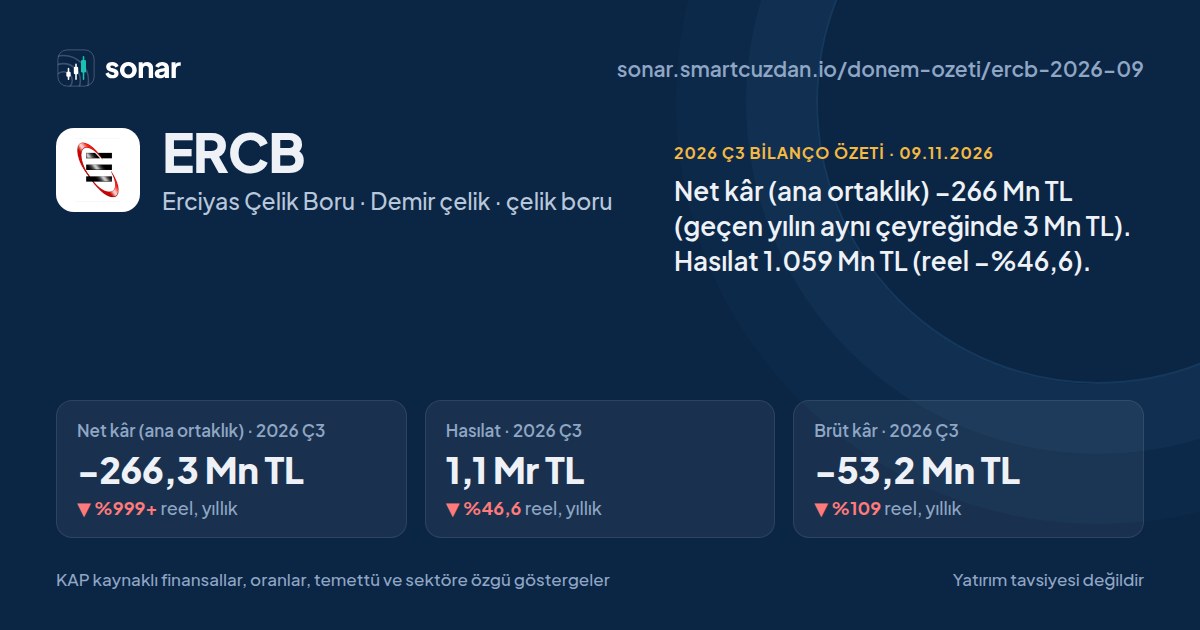 sonar
sonar.smartcuzdan.io/donem-ozeti/ercb-2026-09
ERCB
Erciyas Çelik Boru · Demir çelik · çelik boru
2026 Ç3 BİLANÇO ÖZETİ · 09.11.2026
Net kâr (ana ortaklık) −266 Mn TL
(geçen yılın aynı çeyreğinde 3 Mn TL).
Hasılat 1.059 Mn TL (reel −%46,6).
Net kâr (ana ortaklık) · 2026 Ç3
−266,3 Mn TL
▼ %999+ reel, yıllık
Hasılat · 2026 Ç3
1,1 Mr TL
▼ %46,6 reel, yıllık
Brüt kâr · 2026 Ç3
−53,2 Mn TL
▼ %109 reel, yıllık
KAP kaynaklı finansallar, oranlar, temettü ve sektöre özgü göstergeler
Yatırım tavsiyesi değildir